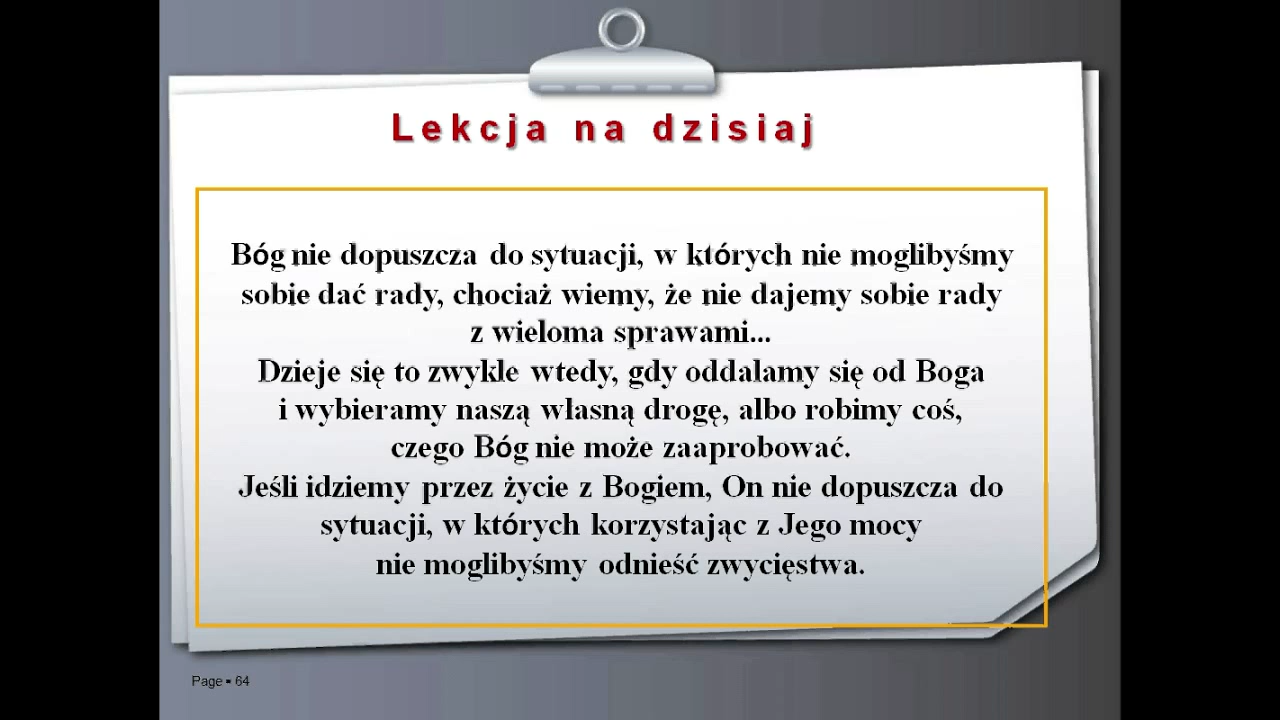 Lekcja na dzisiaj
Bóg nie dopuszcza do sytuacji, w których nie moglibyśmy
sobie dać rady, chociaż wiemy, że nie dajemy sobie rady
z wieloma sprawami...
Dzieje się to zwykle wtedy, gdy oddalamy się od Boga
i wybieramy naszą własną drogę, albo robimy coś,
czego Bóg nie może zaaprobować.
Jeśli idziemy przez życie z Bogiem, On nie dopuszcza do
sytuacji, w których korzystając z Jego mocy
nie moglibyśmy odnieść zwycięstwa.
Page ▪ 64